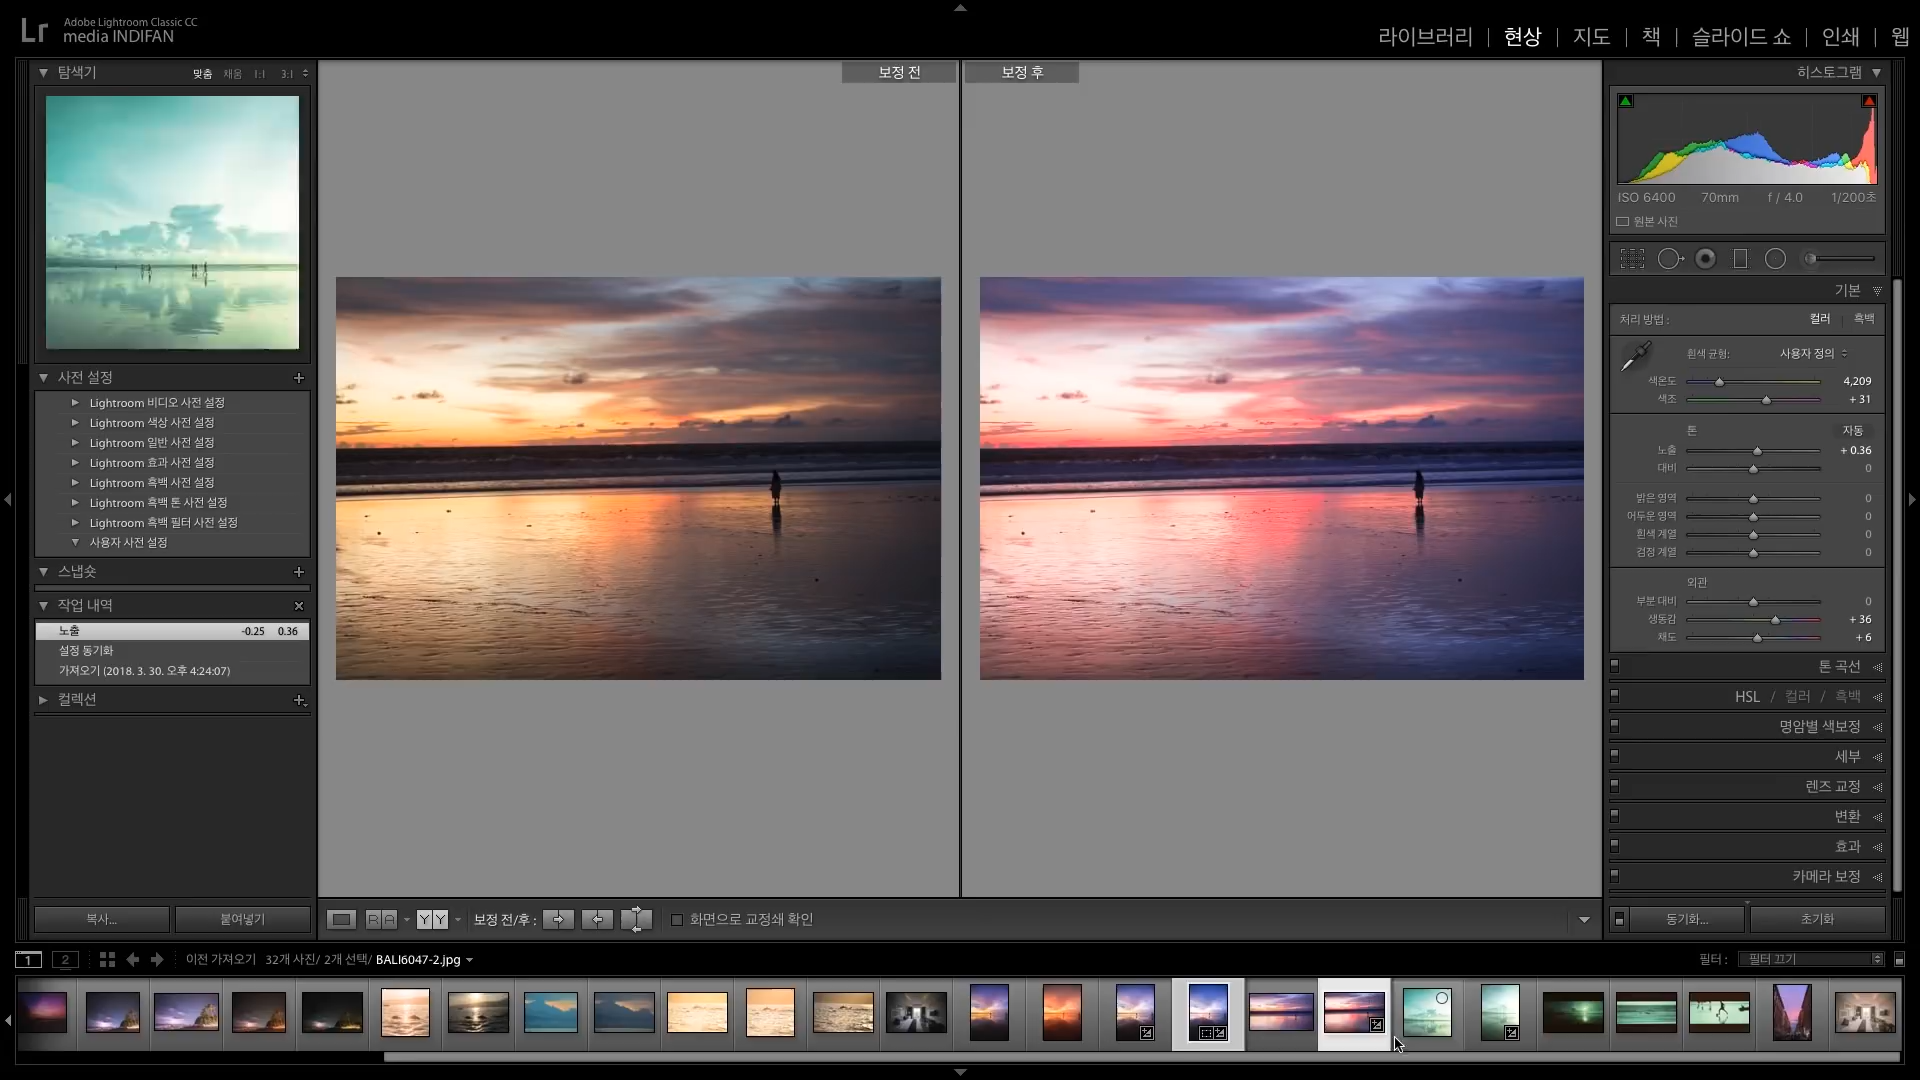 Lr
Adobe Lightroom Classic CC
media INDIFAN
라이브러리 | 현상 | 지도 | 책 | 슬라이드 쇼 | 인쇄 | 웹
탐색기 맞춤 채움 1:1 3:1
보정 전
보정 후
히스토그램
ISO 6400 70mm f / 4.0 1/200초
원본 사진
기본
처리 방법 : 컬러 흑백
흰색 균형: 사용자 정의
색온도 4,209
색조 + 31
톤 자동
노출 + 0.36
대비 0
밝은 영역 0
어두운 영역 0
흰색 계열 0
검정 계열 0
외관
부분 대비 0
생동감 + 36
채도 + 6
톤 곡선
HSL / 컬러 / 흑백
명암별 색보정
세부
렌즈 교정
변환
효과
카메라 보정
동기화... 초기화
사전 설정
Lightroom 비디오 사전 설정
Lightroom 색상 사전 설정
Lightroom 일반 사전 설정
Lightroom 효과 사전 설정
Lightroom 흑백 사전 설정
Lightroom 흑백 톤 사전 설정
Lightroom 흑백 필터 사전 설정
사용자 사전 설정
스냅숏
작업 내역
노출 -0.25 0.36
설정 동기화
가져오기 (2018. 3. 30. 오후 4:24:07)
컬렉션
복사... 붙여넣기
R A Y Y 보정 전/후 : 화면으로 교정쇄 확인
1 2 이전 가져오기 32개 사진/ 2개 선택/ BALI6047-2.jpg
필터 : 필터 끄기